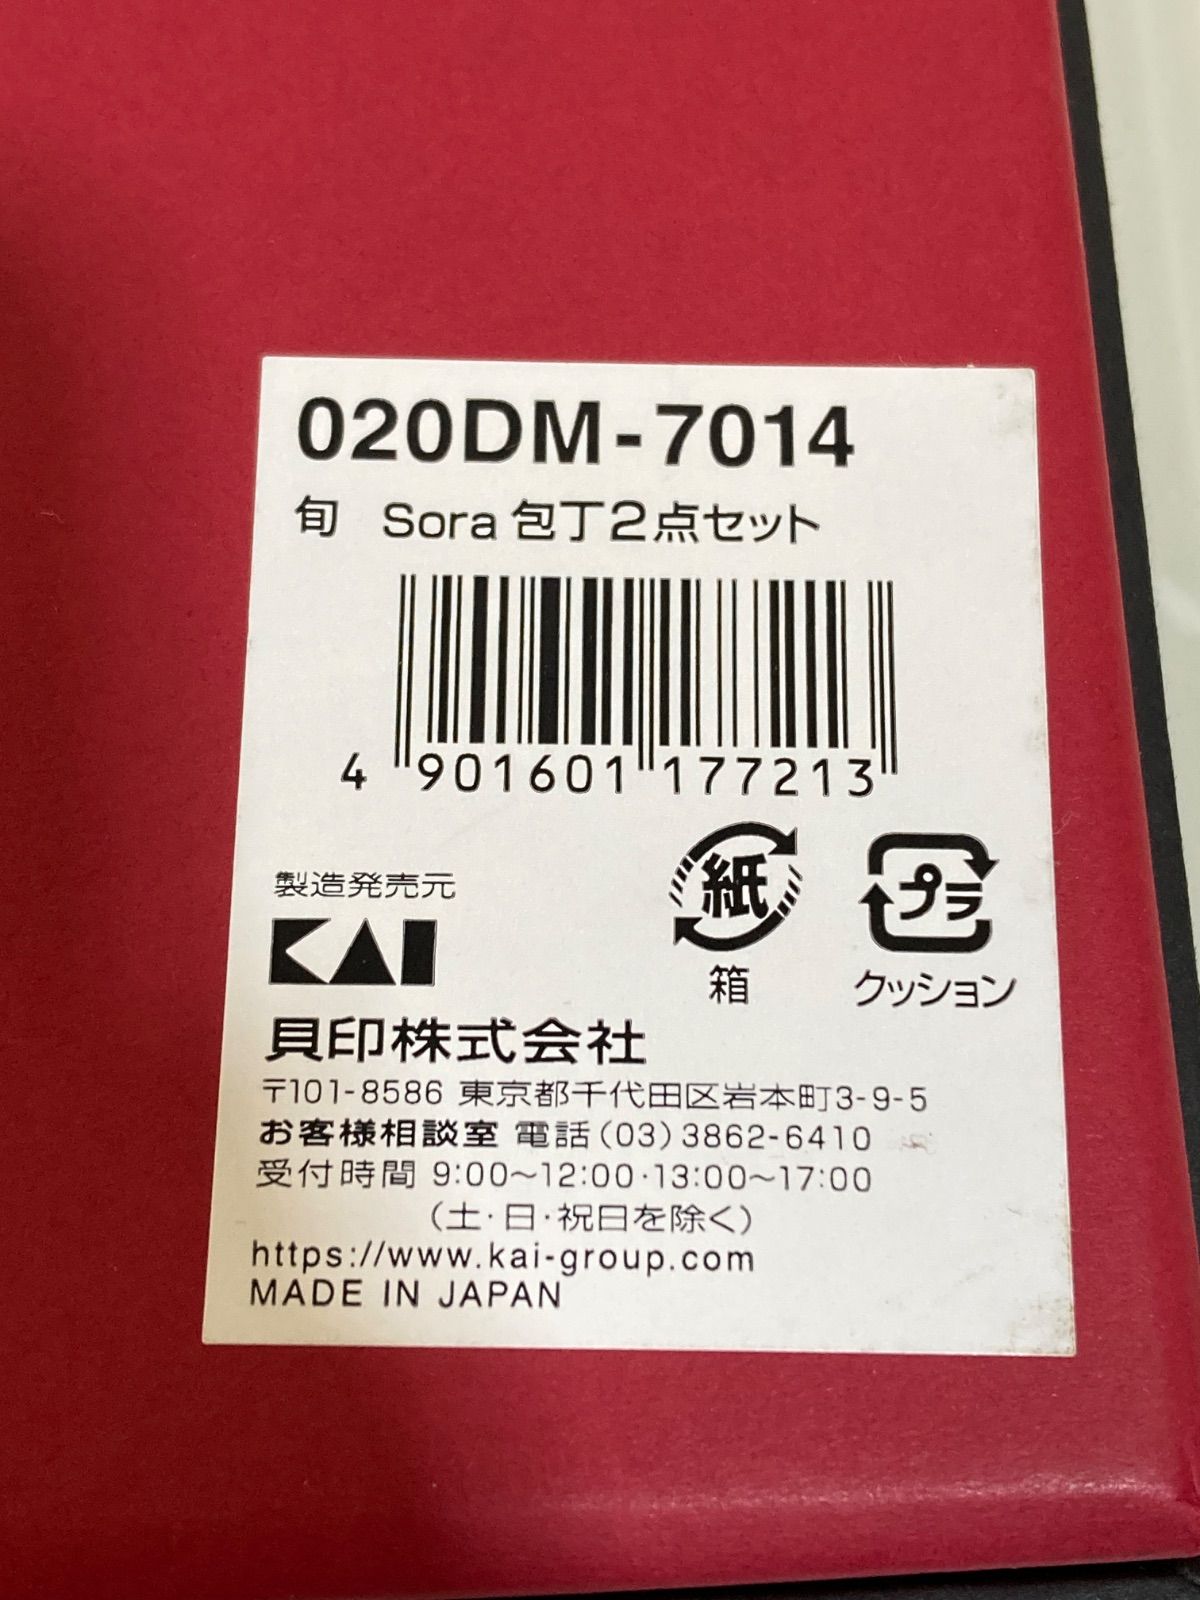 020DM-7014
旬 Sora 包丁2点セット
4 901601 177213
紙
箱
プラ
クッション
製造発売元
KAI
貝印株式会社
〒101-8586 東京都千代田区岩本町3-9-5
お客様相談室 電話(03)3862-6410
受付時間 9:00～12:00・13:00～17:00
(土・日・祝日を除く)
https://www.kai-group.com
MADE IN JAPAN